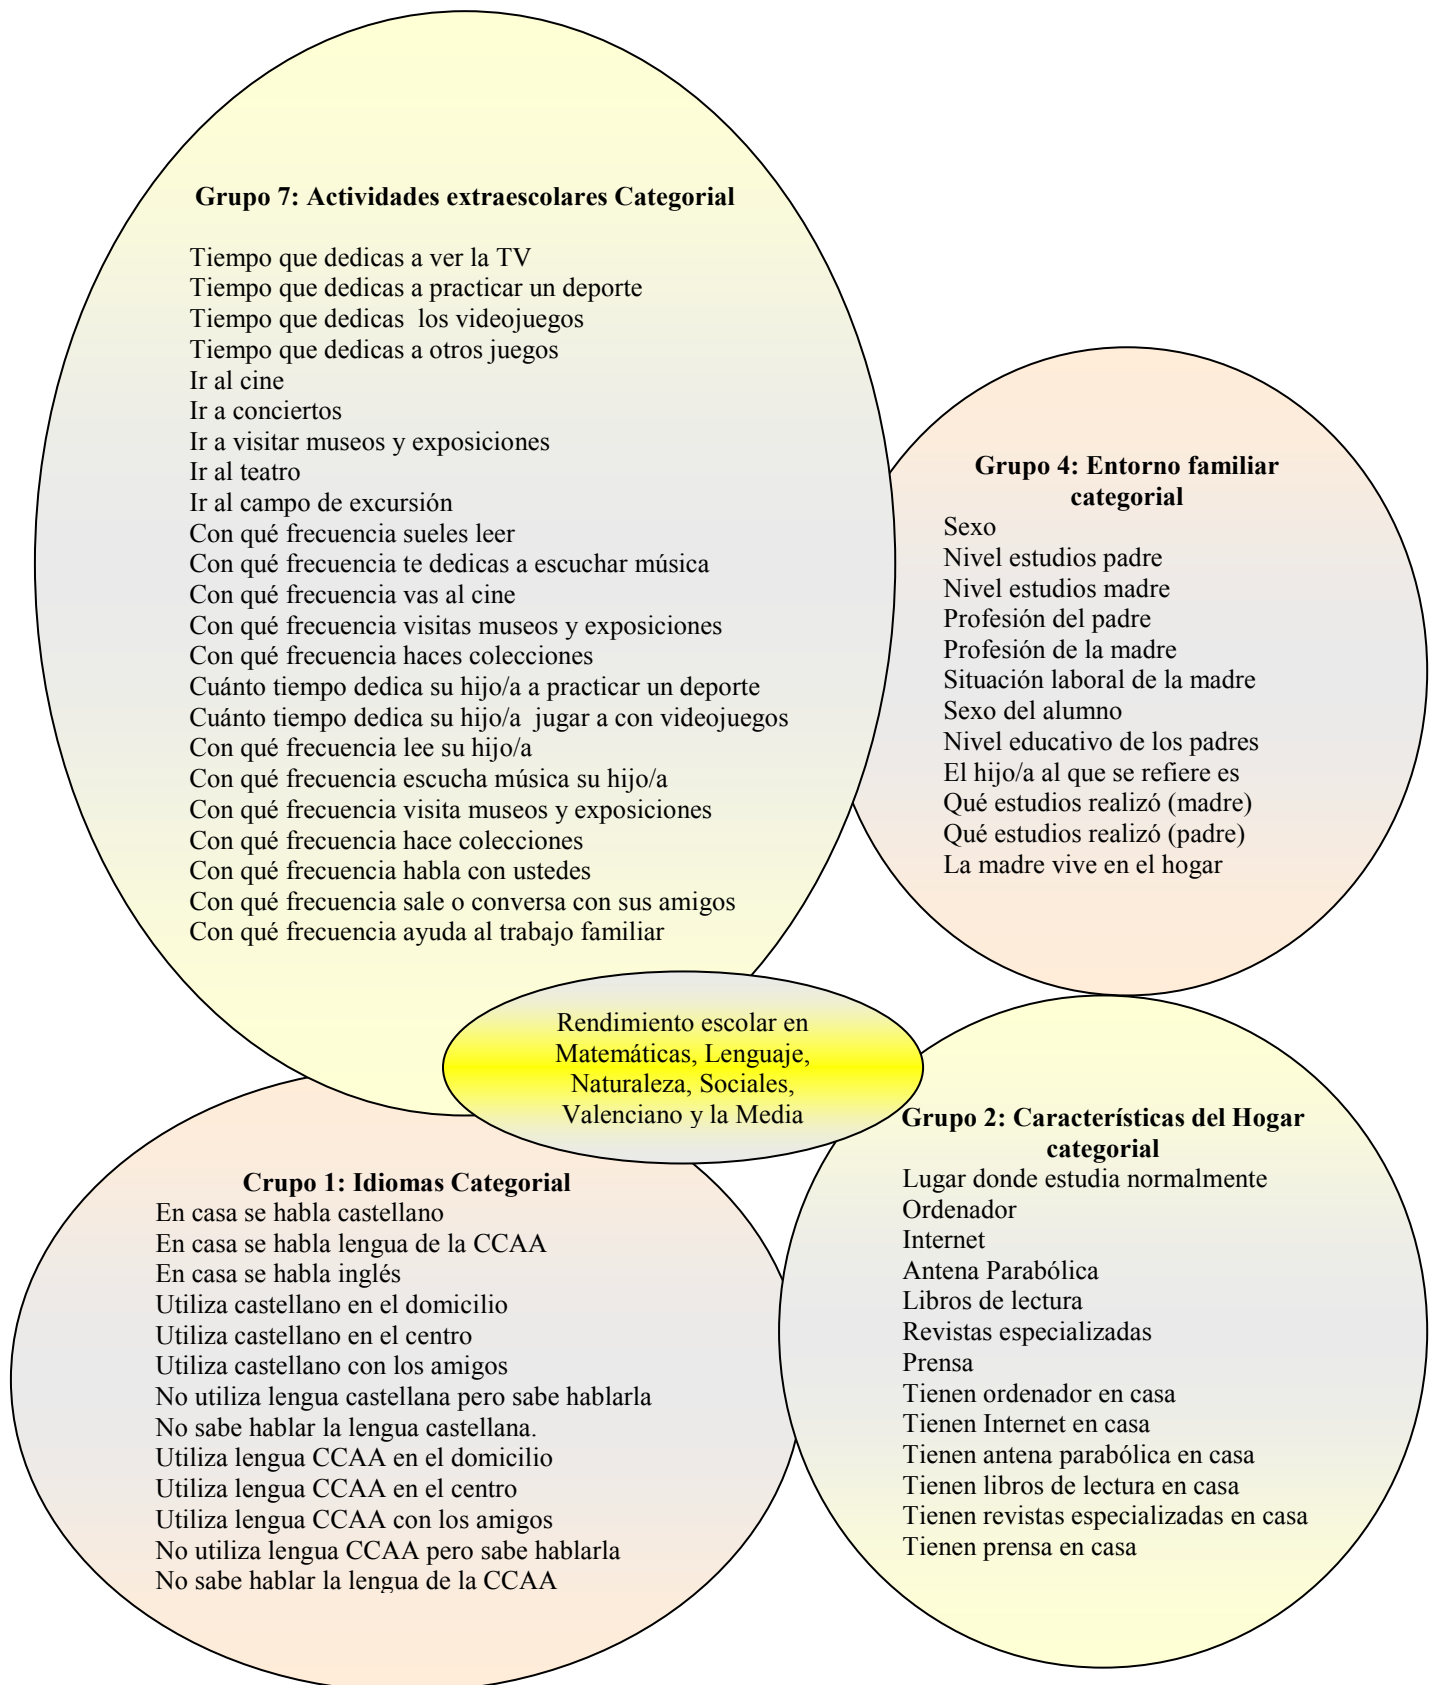 Grupo 7: Actividades extraescolares Categorial
Tiempo que dedicas a ver la TV
Tiempo que dedicas a practicar un deporte
Tiempo que dedicas  los videojuegos
Tiempo que dedicas a otros juegos
Ir al cine
Ir a conciertos
Ir a visitar museos y exposiciones
Ir al teatro
Ir al campo de excursión
Con qué frecuencia sueles leer
Con qué frecuencia te dedicas a escuchar música
Con qué frecuencia vas al cine
Con qué frecuencia visitas museos y exposiciones
Con qué frecuencia haces colecciones
Cuánto tiempo dedica su hijo/a a practicar un deporte
Cuánto tiempo dedica su hijo/a  jugar a con videojuegos
Con qué frecuencia lee su hijo/a
Con qué frecuencia escucha música su hijo/a
Con qué frecuencia visita museos y exposiciones
Con qué frecuencia hace colecciones
Con qué frecuencia habla con ustedes
Con qué frecuencia sale o conversa con sus amigos
Con qué frecuencia ayuda al trabajo familiar
Grupo 4: Entorno familiar
categorial
Sexo
Nivel estudios padre
Nivel estudios madre
Profesión del padre
Profesión de la madre
Situación laboral de la madre
Sexo del alumno
Nivel educativo de los padres
El hijo/a al que se refiere es
Qué estudios realizó (madre)
Qué estudios realizó (padre)
La madre vive en el hogar
Rendimiento escolar en
Matemáticas, Lenguaje,
Naturaleza, Sociales,
Valenciano y la Media
Crupo 1: Idiomas Categorial
En casa se habla castellano
En casa se habla lengua de la CCAA
En casa se habla inglés
Utiliza castellano en el domicilio
Utiliza castellano en el centro
Utiliza castellano con los amigos
No utiliza lengua castellana pero sabe hablarla
No sabe hablar la lengua castellana.
Utiliza lengua CCAA en el domicilio
Utiliza lengua CCAA en el centro
Utiliza lengua CCAA con los amigos
No utiliza lengua CCAA pero sabe hablarla
No sabe hablar la lengua de la CCAA
Grupo 2: Características del Hogar
categorial
Lugar donde estudia normalmente
Ordenador
Internet
Antena Parabólica
Libros de lectura
Revistas especializadas
Prensa
Tienen ordenador en casa
Tienen Internet en casa
Tienen antena parabólica en casa
Tienen libros de lectura en casa
Tienen revistas especializadas en casa
Tienen prensa en casa